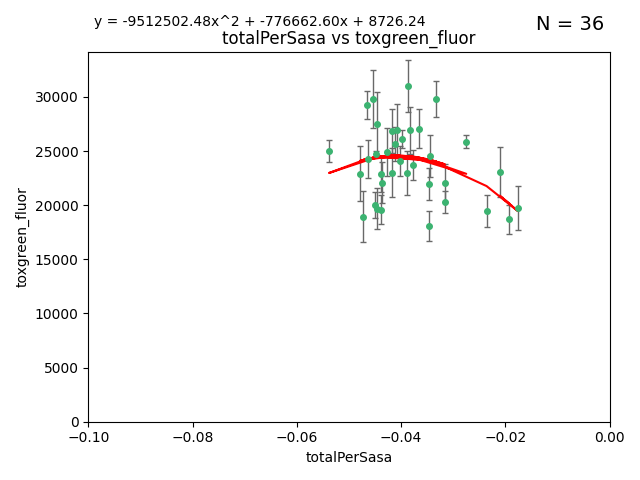 y = -9512502.48x^2 + -776662.60x + 8726.24
N = 36
totalPerSasa vs toxgreen_fluor
toxgreen_fluor
30000
25000
20000
15000
10000
5000
0
−0.10 −0.08 −0.06 −0.04 −0.02 0.00
totalPerSasa